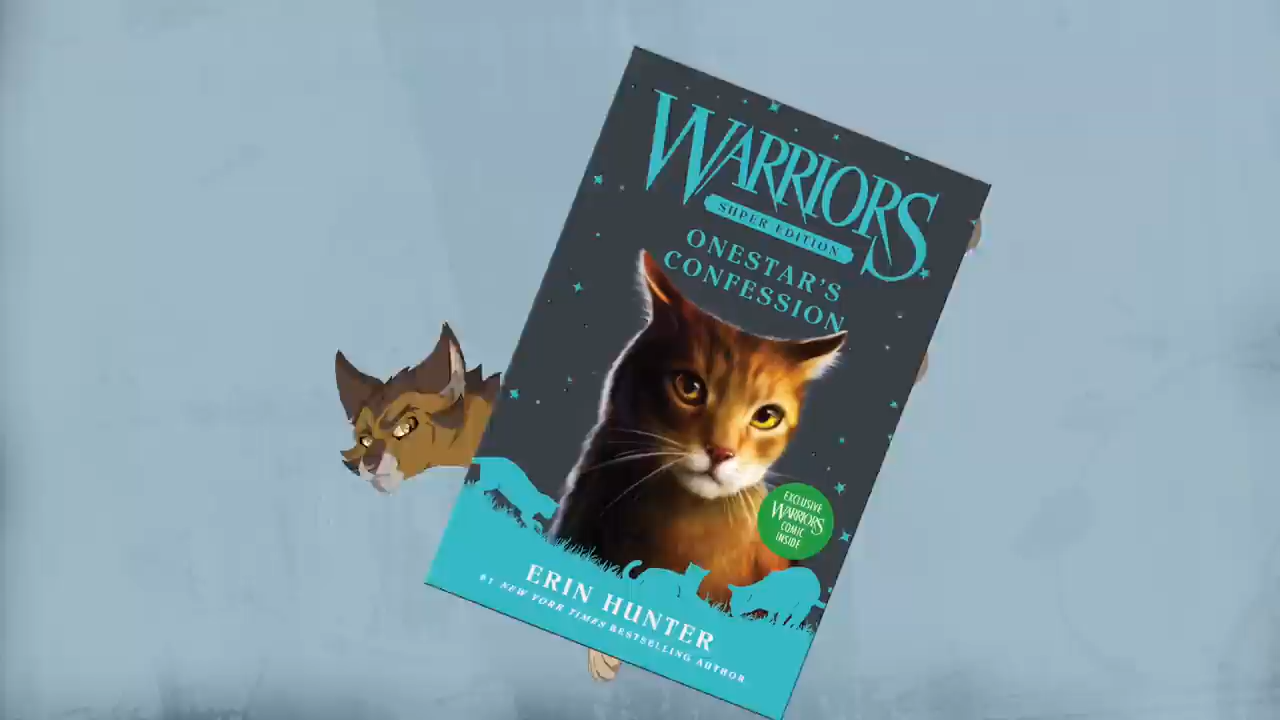 WARRIORS
SUPER EDITION
ONESTAR'S
CONFESSION
EXCLUSIVE
WARRIORS
COMIC
INSIDE
ERIN HUNTER
#1 NEW YORK TIMES BESTSELLING AUTHOR